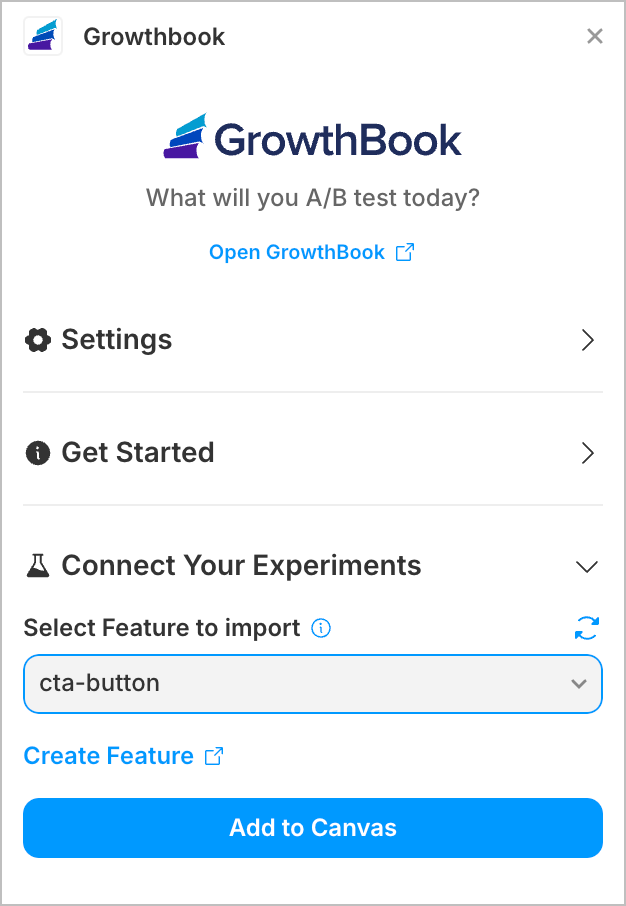 Growthbook
GrowthBook
What will you A/B test today?
Open GrowthBook
Settings
Get Started
Connect Your Experiments
Select Feature to import
cta-button
Create Feature
Add to Canvas